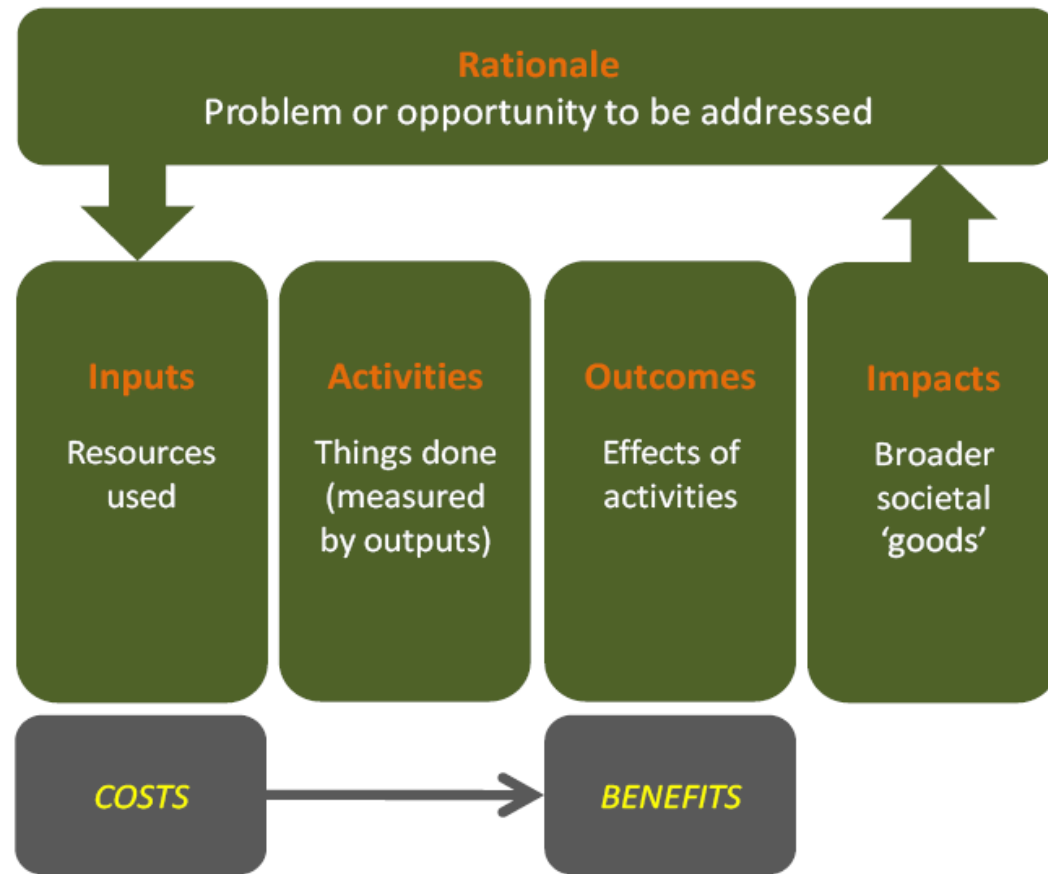 Rationale
Problem or opportunity to be addressed
Inputs
Resources
used
Activities
Things done
(measured
by outputs)
Outcomes
Effects of
activities
Impacts
Broader
societal
‘goods’
COSTS
BENEFITS